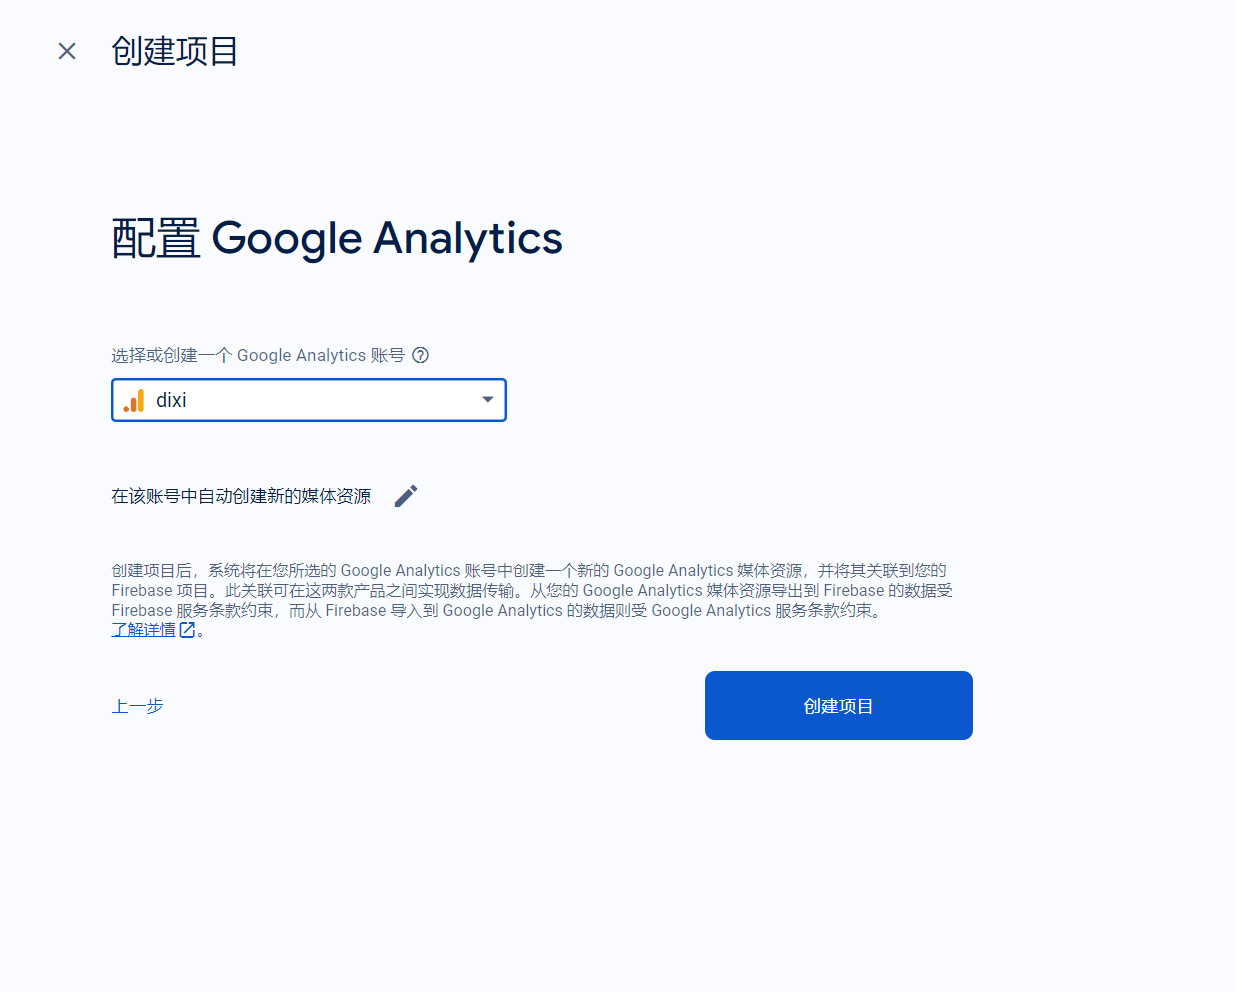 创建项目
配置 Google Analytics
选择或创建一个 Google Analytics 账号
dixi
在该账号中自动创建新的媒体资源
创建项目后，系统将在您所选的 Google Analytics 账号中创建一个新的 Google Analytics 媒体资源，并将其关联到您的
Firebase 项目。此关联可在这两款产品之间实现数据传输。从您的 Google Analytics 媒体资源导出到 Firebase 的数据受
Firebase 服务条款约束，而从 Firebase 导入到 Google Analytics 的数据则受 Google Analytics 服务条款约束。
了解详情。
上一步
创建项目